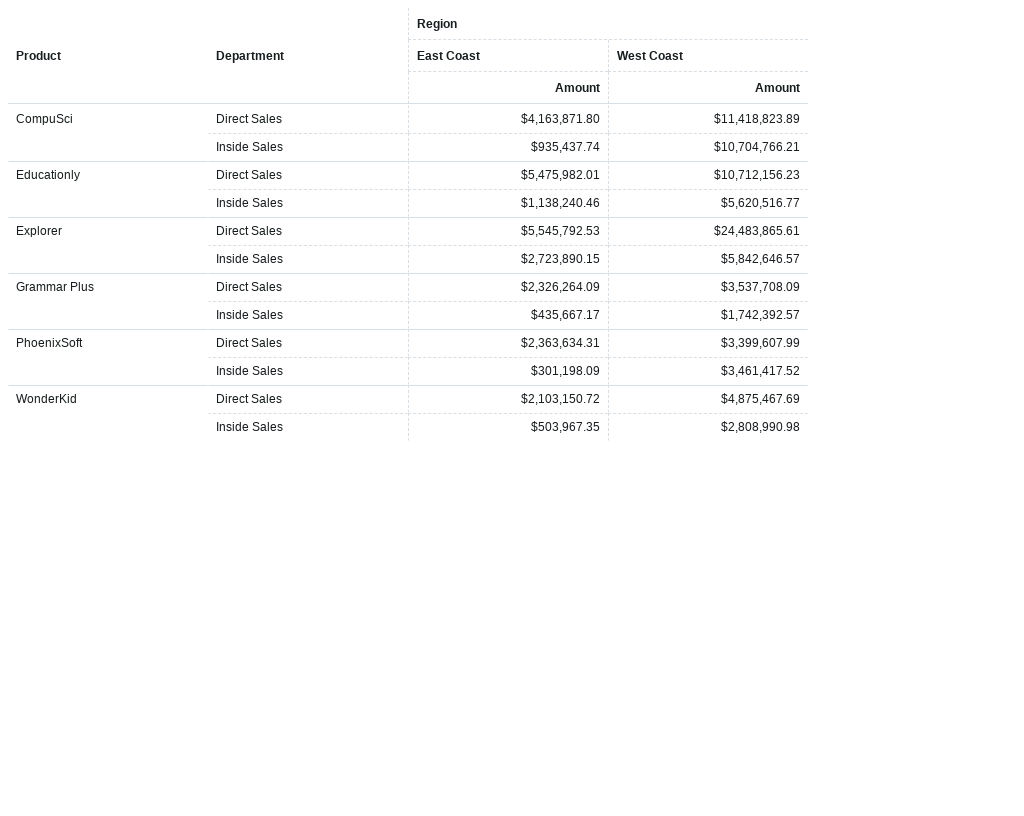 Region
Product Department East Coast West Coast
Amount Amount
CompuSci Direct Sales $4,163,871.80 $11,418,823.89
Inside Sales $935,437.74 $10,704,766.21
Educationly Direct Sales $5,475,982.01 $10,712,156.23
Inside Sales $1,138,240.46 $5,620,516.77
Explorer Direct Sales $5,545,792.53 $24,483,865.61
Inside Sales $2,723,890.15 $5,842,646.57
Grammar Plus Direct Sales $2,326,264.09 $3,537,708.09
Inside Sales $435,667.17 $1,742,392.57
PhoenixSoft Direct Sales $2,363,634.31 $3,399,607.99
Inside Sales $301,198.09 $3,461,417.52
WonderKid Direct Sales $2,103,150.72 $4,875,467.69
Inside Sales $503,967.35 $2,808,990.98